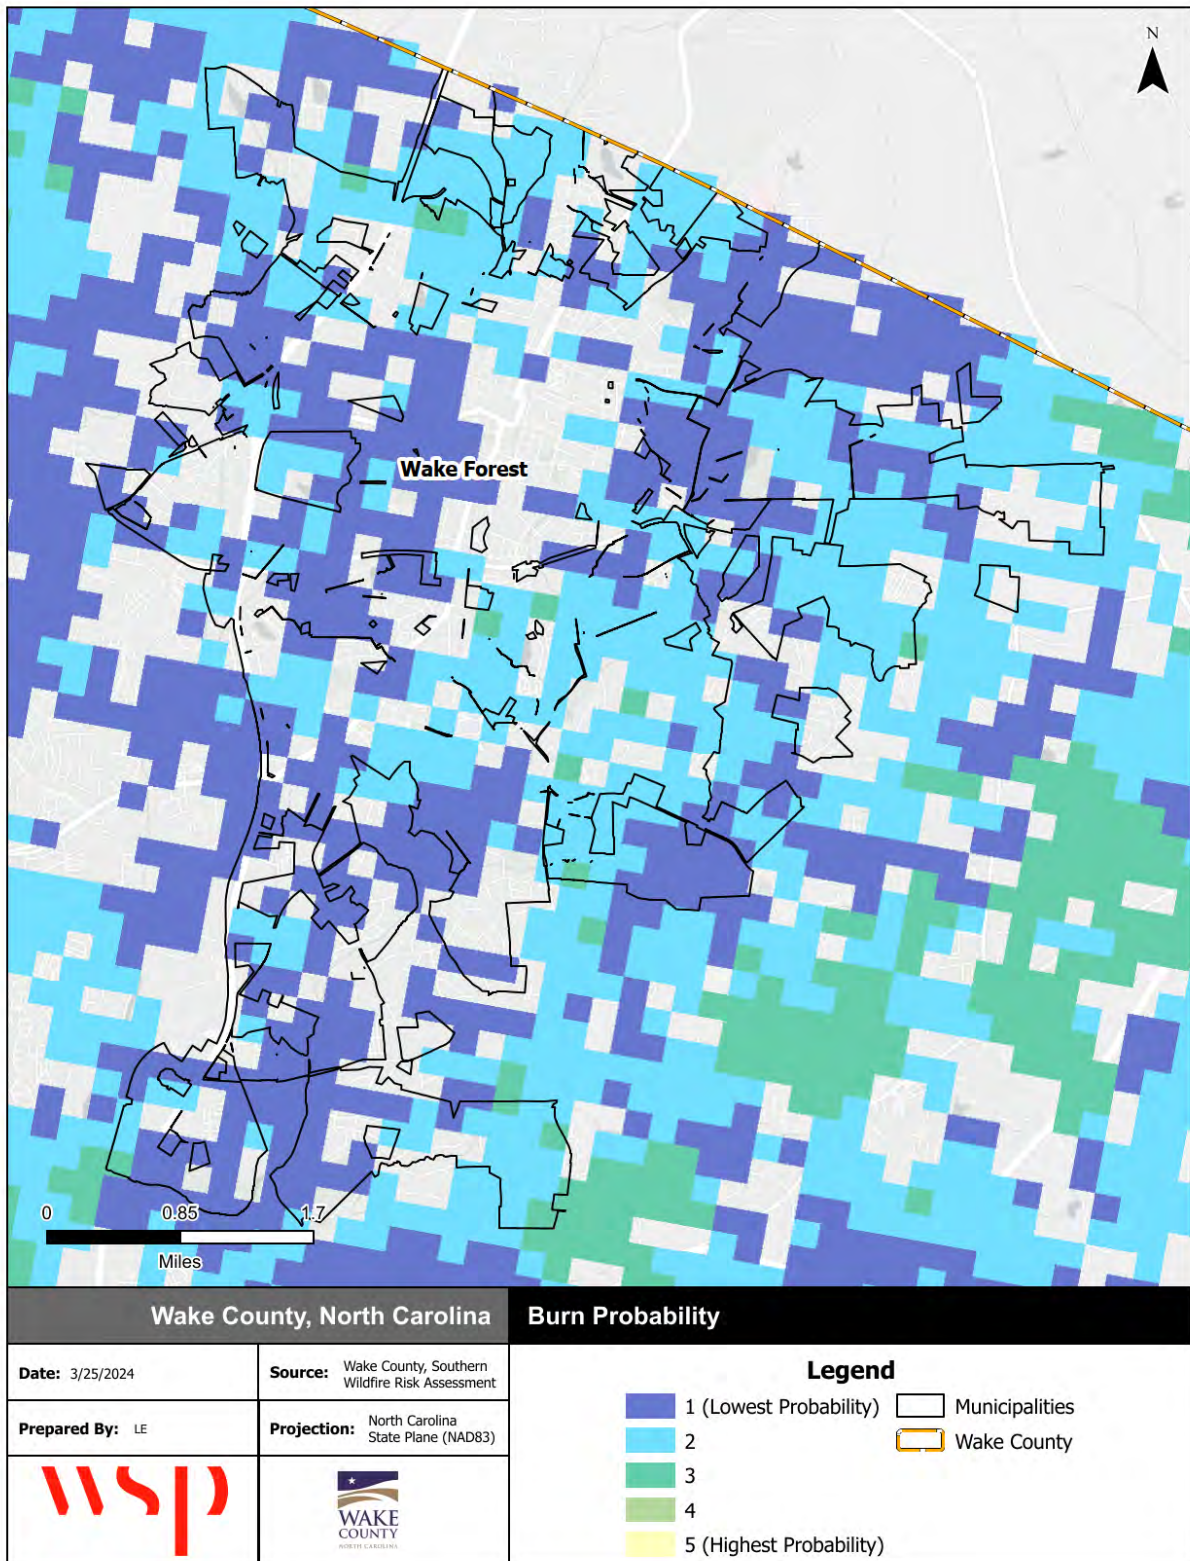 N
Wake Forest
0 0.85 1.7
Miles
Wake County, North Carolina
Burn Probability
Date: 3/25/2024
Source: Wake County, Southern
Wildfire Risk Assessment
Prepared By: LE
Projection: North Carolina
State Plane (NAD83)
wsp
WAKE
COUNTY
NORTH CAROLINA
Legend
1 (Lowest Probability)
2
3
4
5 (Highest Probability)
Municipalities
Wake County